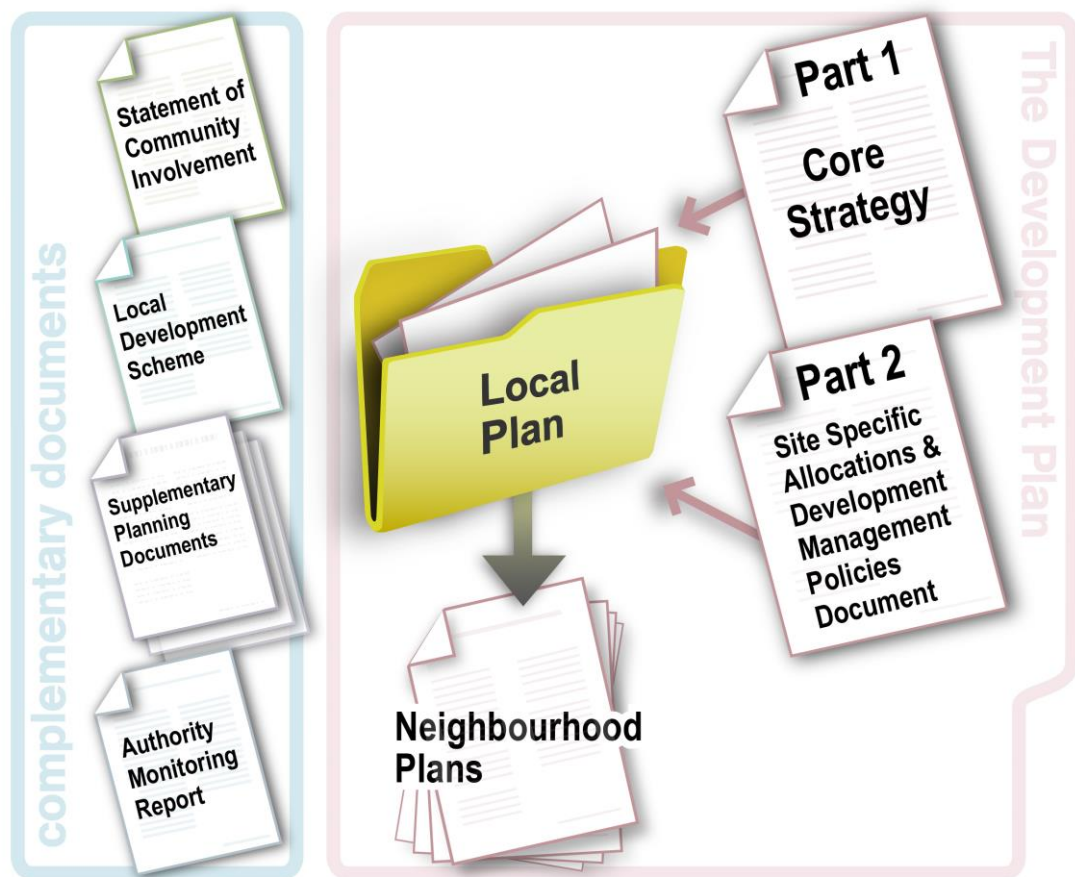 complementary documents
Statement of
Community
Involvement
Local
Development
Scheme
Supplementary
Planning
Documents
Authority
Monitoring
Report
The Development Plan
Part 1
Core
Strategy
Part 2
Site Specific
Allocations &
Development
Management
Policies
Document
Local
Plan
Neighbourhood
Plans